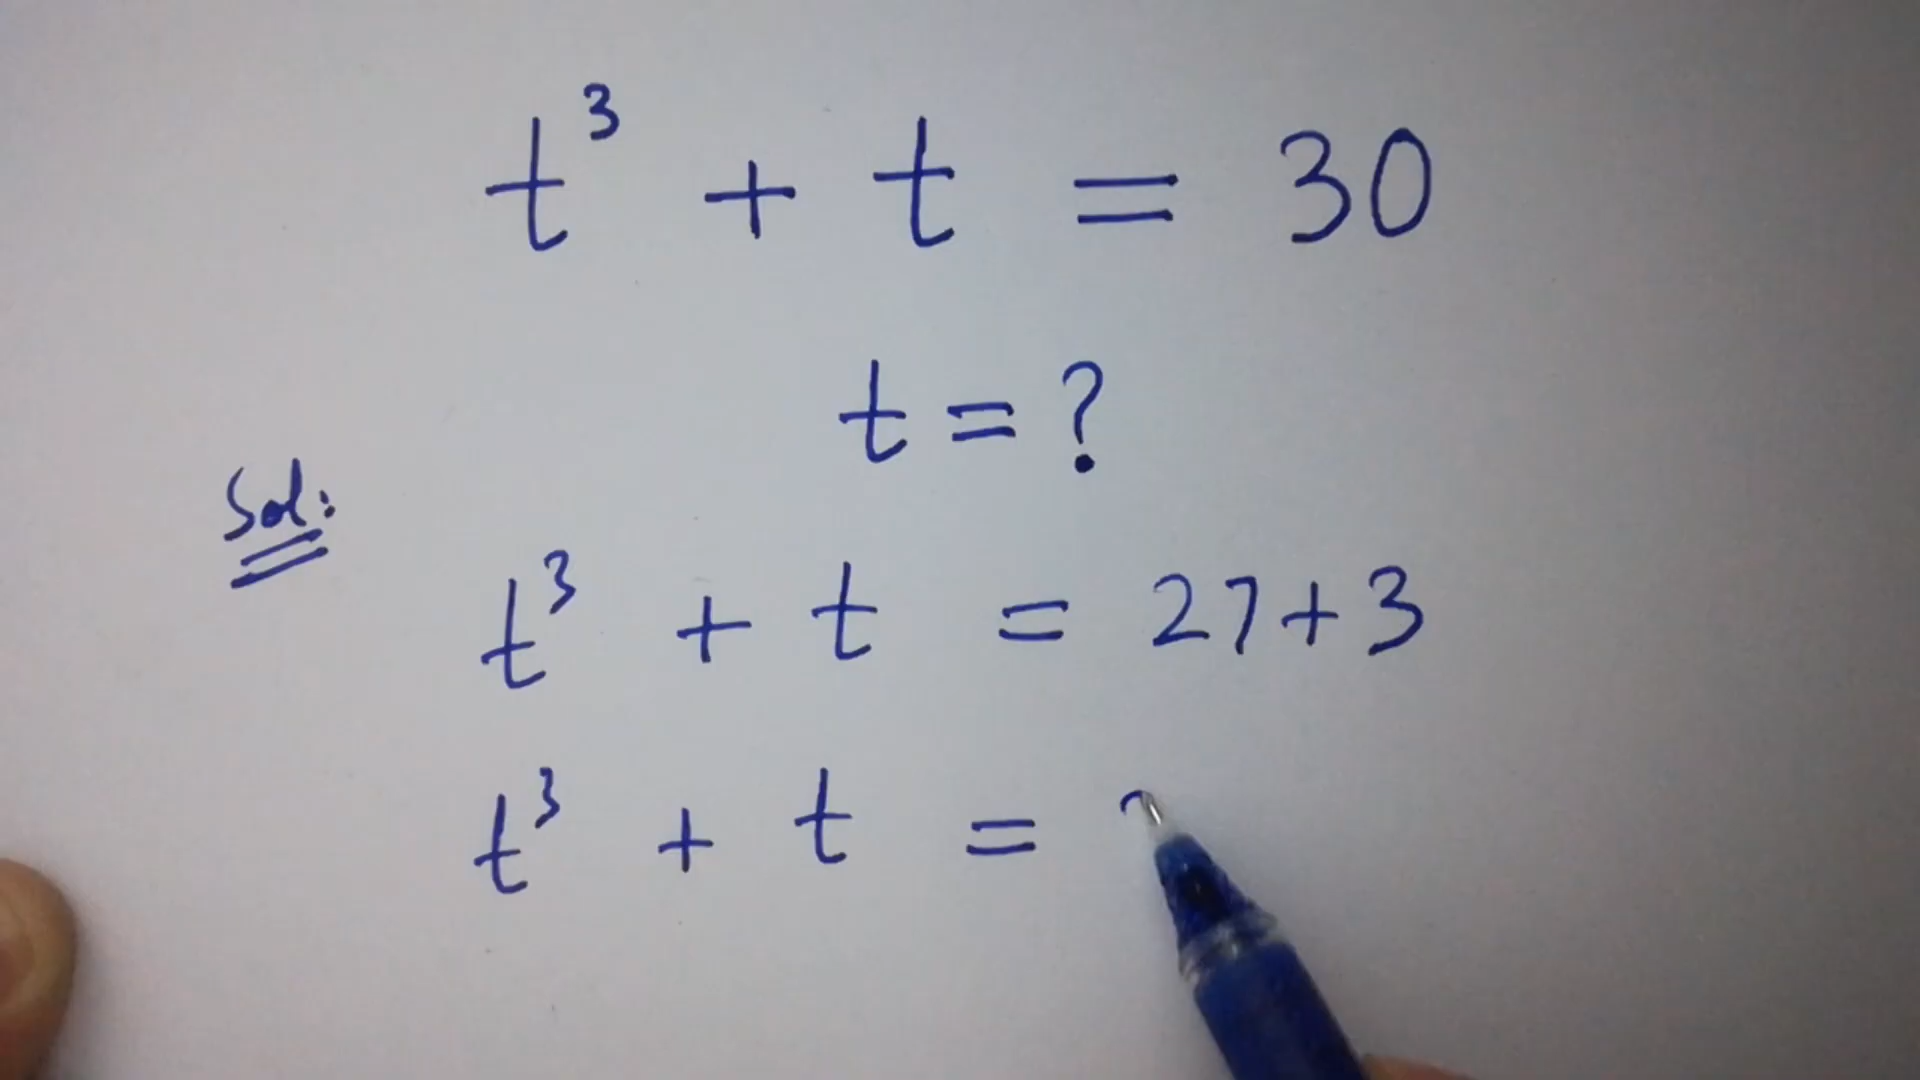 t³ + t = 30
t = ?
Sol:
t³ + t = 27 + 3
t³ + t =